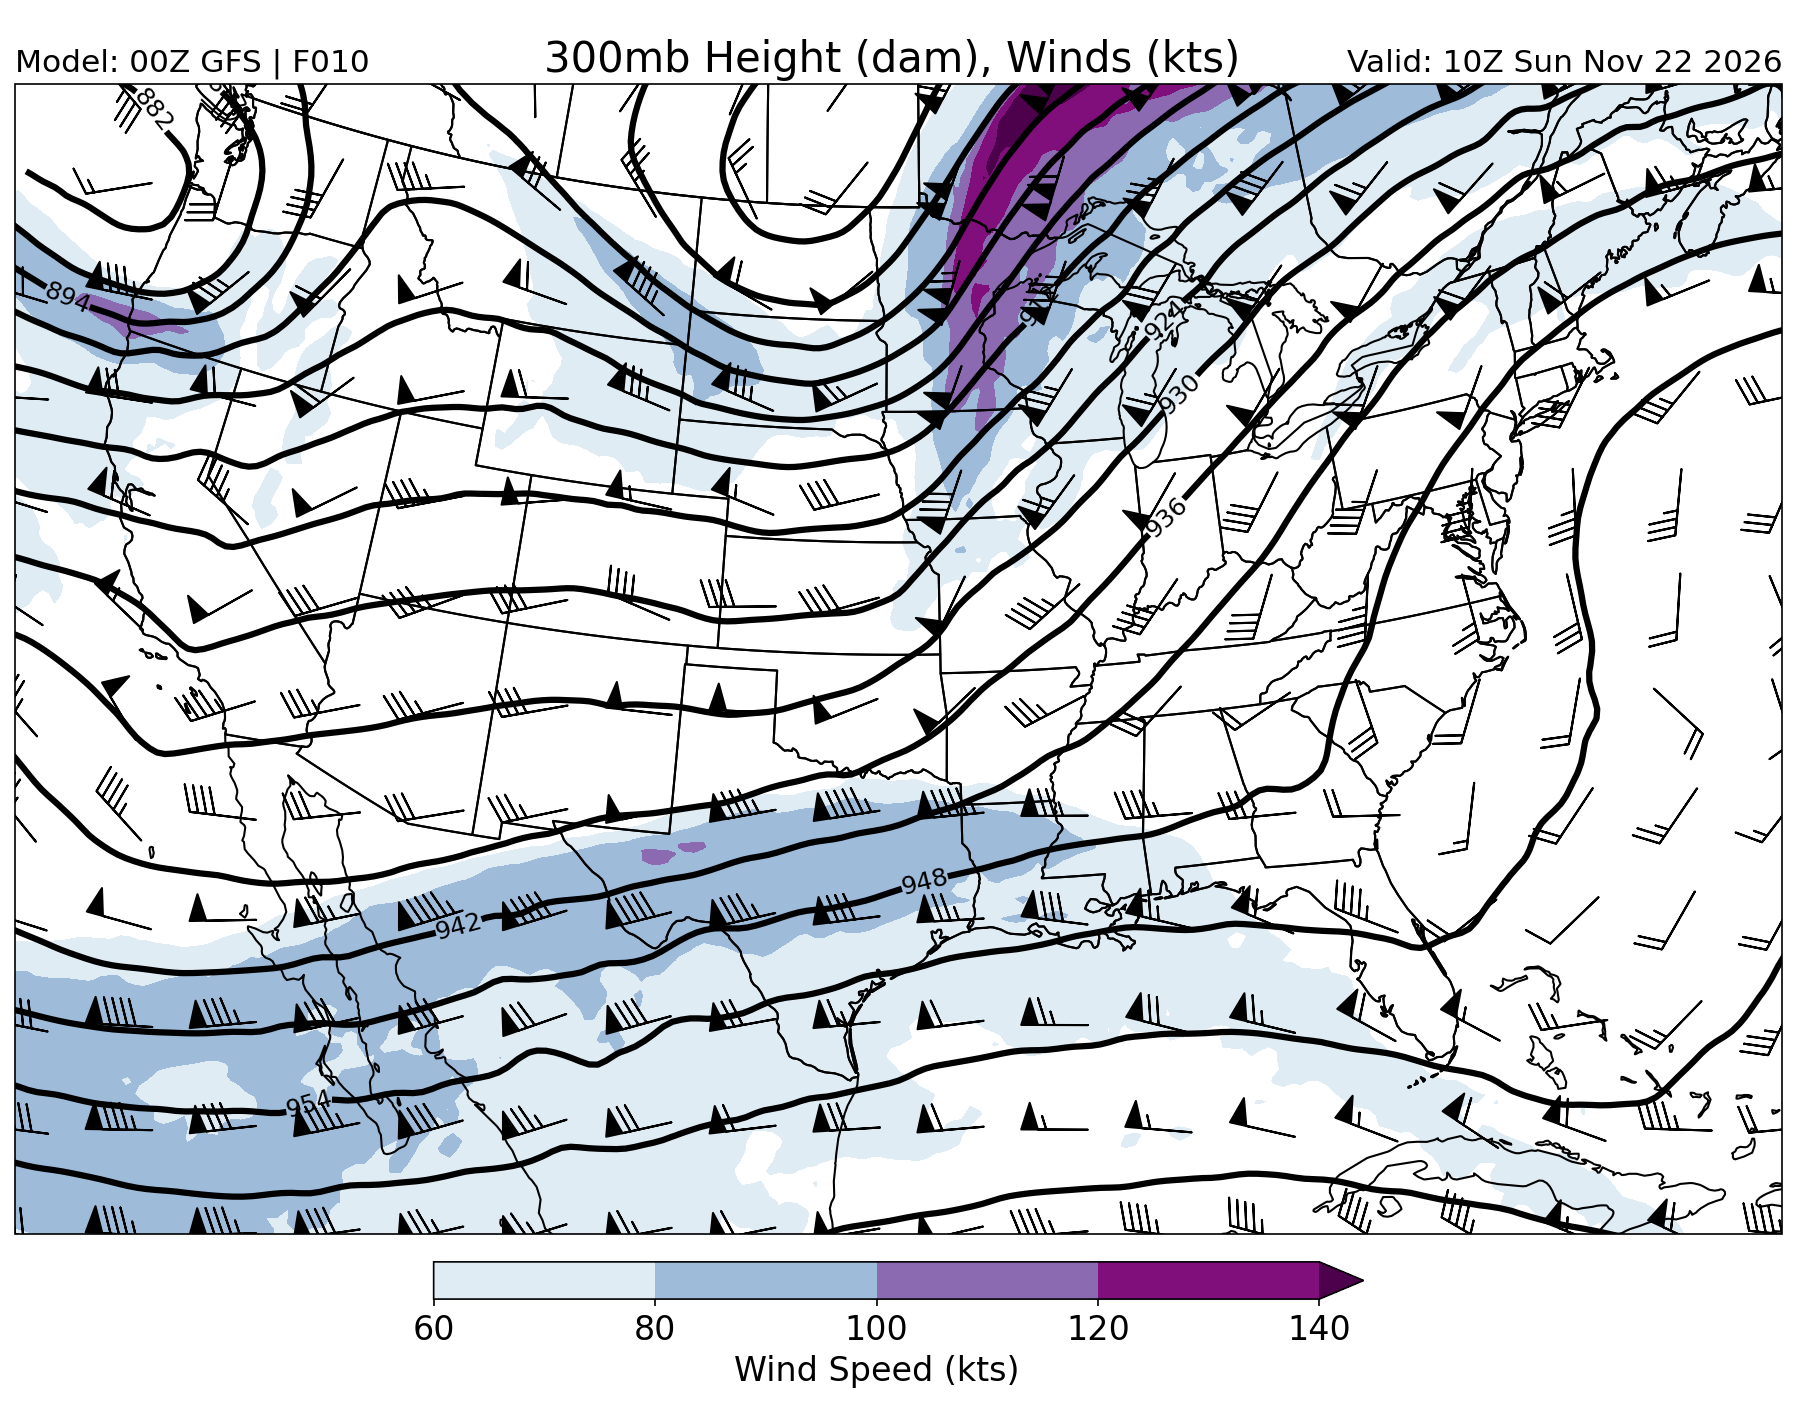 Model: 00Z GFS | F010
300mb Height (dam), Winds (kts)
Valid: 10Z Sun Nov 22 2026
882
894
924
930
936
942
948
954
60 80 100 120 140
Wind Speed (kts)